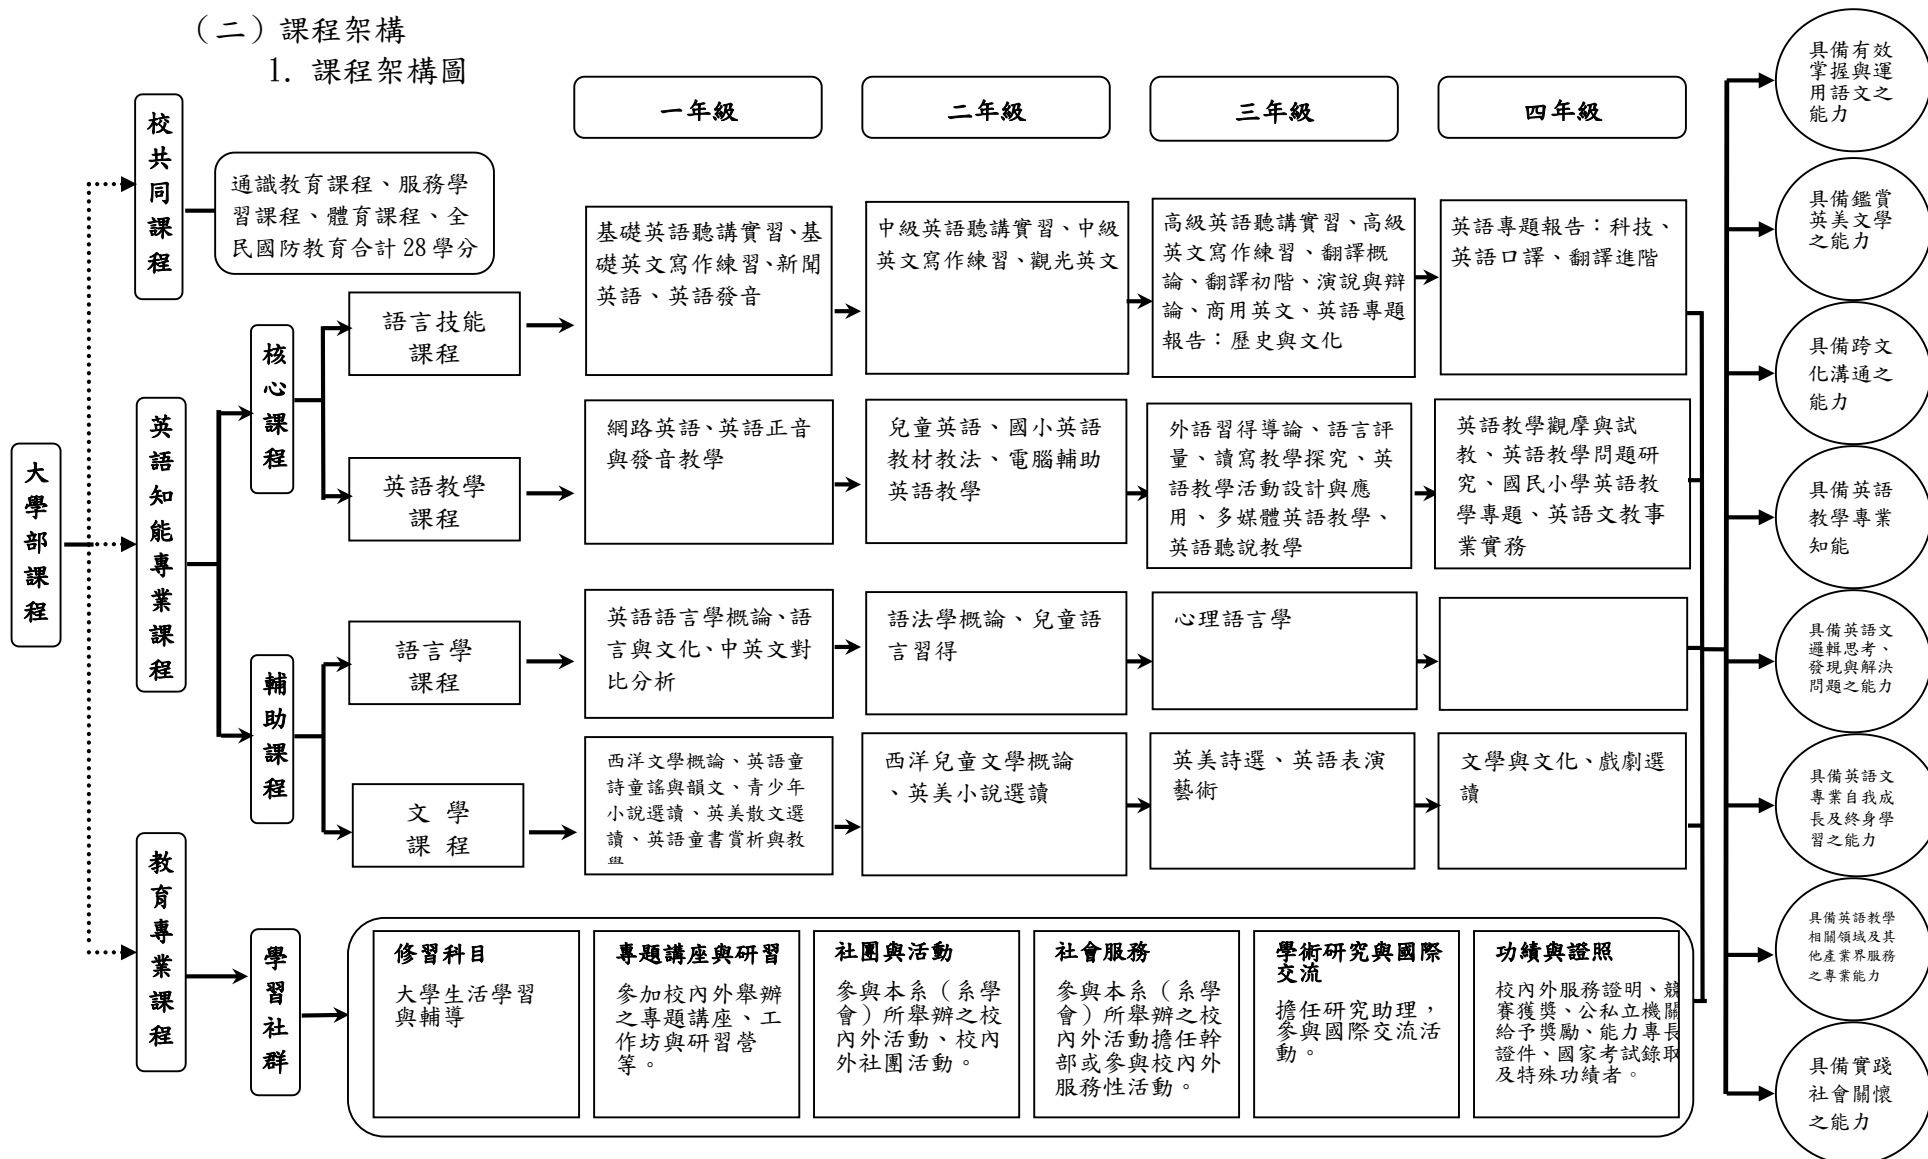 （二）課程架構
1. 課程架構圖
一年級
二年級
三年級
四年級
大學部課程
校共同課程
通識教育課程、服務學
習課程、體育課程、全
民國防教育合計 28 學分
英語知能專業課程
核心課程
語言技能
課程
基礎英語聽講實習、基
礎英文寫作練習、新聞
英語、英語發音
中級英語聽講實習、中級
英文寫作練習、觀光英文
高級英語聽講實習、高級
英文寫作練習、翻譯概
論、翻譯初階、演說與辯
論、商用英文、英語專題
報告：歷史與文化
英語專題報告：科技、
英語口譯、翻譯進階
英語教學
課程
網路英語、英語正音
與發音教學
兒童英語、國小英語
教材教法、電腦輔助
英語教學
外語習得導論、語言評
量、讀寫教學探究、英
語教學活動設計與應
用、多媒體英語教學、
英語聽說教學
英語教學觀摩與試
教、英語教學問題研
究、國民小學英語教
學專題、英語文教事
業實務
輔助課程
語言學
課程
英語語言學概論、語
言與文化、中英文對
比分析
語法學概論、兒童語
言習得
心理語言學
文 學
課 程
西洋文學概論、英語童
詩童謠與韻文、青少年
小說選讀、英美散文選
讀、英語童書賞析與教
學
西洋兒童文學概論
、英美小說選讀
英美詩選、英語表演
藝術
文學與文化、戲劇選
讀
教育專業課程
學習社群
修習科目
大學生活學習
與輔導
專題講座與研習
參加校內外舉辦
之專題講座、工
作坊與研習營
等。
社團與活動
參與本系（系學
會）所舉辦之校
內外活動、校內
外社團活動。
社會服務
參與本系（系學
會）所舉辦之校
內外活動擔任幹
部或參與校內外
服務性活動。
學術研究與國際
交流
擔任研究助理，
參與國際交流活
動。
功績與證照
校內外服務證明、競
賽獲獎、公私立機關
給予獎勵、能力專長
證件、國家考試錄取
及特殊功績者。
具備有效
掌握與運
用語文之
能力
具備鑑賞
英美文學
之能力
具備跨文
化溝通之
能力
具備英語
教學專業
知能
具備英語文
邏輯思考、
發現與解決
問題之能力
具備英語文
專業自我成
長及終身學
習之能力
具備英語教學
相關領域及其
他產業界服務
之專業能力
具備實踐
社會關懷
之能力